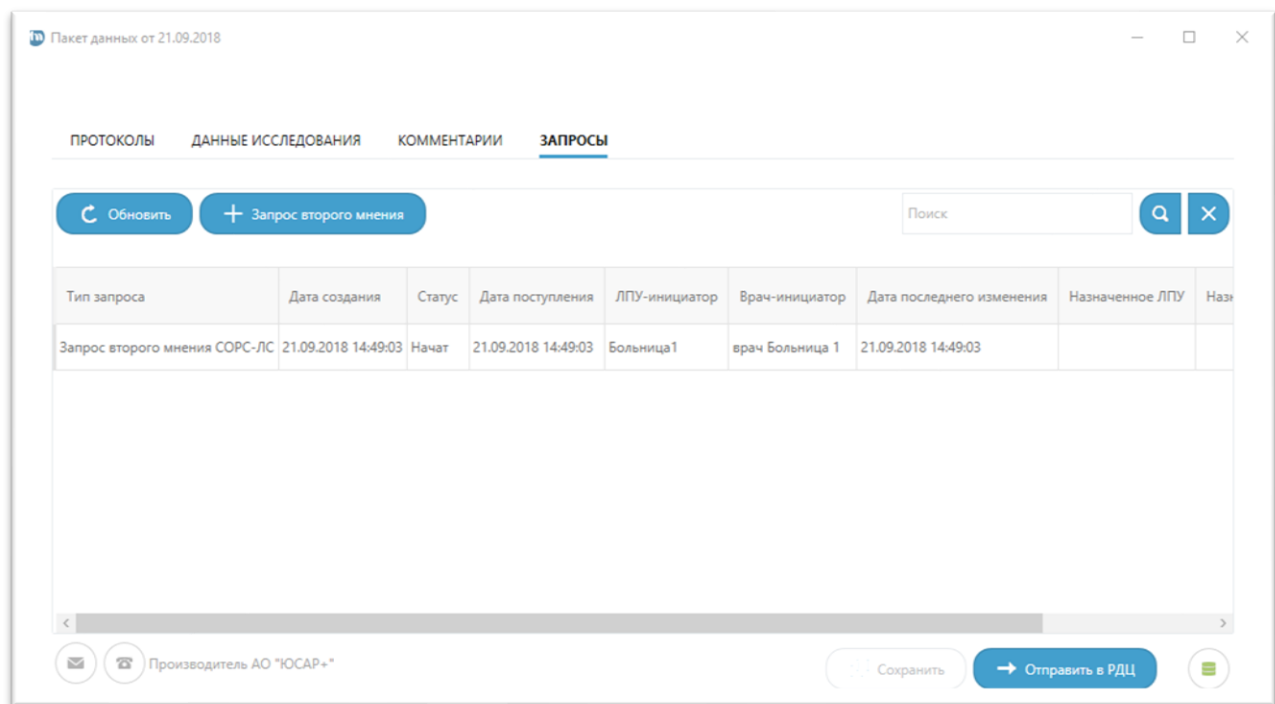 Пакет данных от 21.09.2018
ПРОТОКОЛЫ ДАННЫЕ ИССЛЕДОВАНИЯ КОММЕНТАРИИ ЗАПРОСЫ
Обновить Запрос второго мнения Поиск
Тип запроса Дата создания Статус Дата поступления ЛПУ-инициатор Врач-инициатор Дата последнего изменения Назначенное ЛПУ Назн
Запрос второго мнения СОРС-ЛС 21.09.2018 14:49:03 Начат 21.09.2018 14:49:03 Больница1 врач Больница 1 21.09.2018 14:49:03
Производитель АО "ЮСАР+" Сохранить Отправить в РДЦ